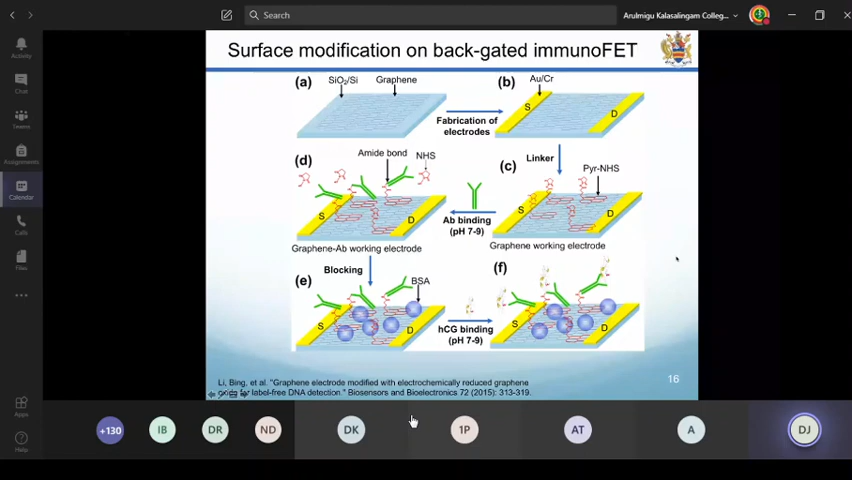 Search
Arulmigu Kalasalingam Colleg...
Activity
Chat
Teams
Assignments
Calendar
Calls
Files
Apps
Help
Surface modification on back-gated immunoFET
(a)
SiO2/Si
Graphene
Fabrication of
electrodes
(b)
Au/Cr
S
D
Linker
(c)
Pyr-NHS
S
D
Graphene working electrode
Ab binding
(pH 7-9)
(d)
Amide bond
NHS
S
D
Graphene-Ab working electrode
Blocking
(e)
BSA
S
D
hCG binding
(pH 7-9)
(f)
S
D
Li, Bing, et al. "Graphene electrode modified with electrochemically reduced graphene
oxide for label-free DNA detection." Biosensors and Bioelectronics 72 (2015): 313-319.
16
+130
IB
DR
ND
DK
1P
AT
A
DJ